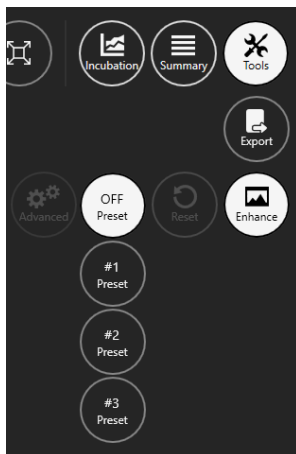 Incubation
Summary
Tools
Export
Advanced
OFF
Preset
Reset
Enhance
#1
Preset
#2
Preset
#3
Preset